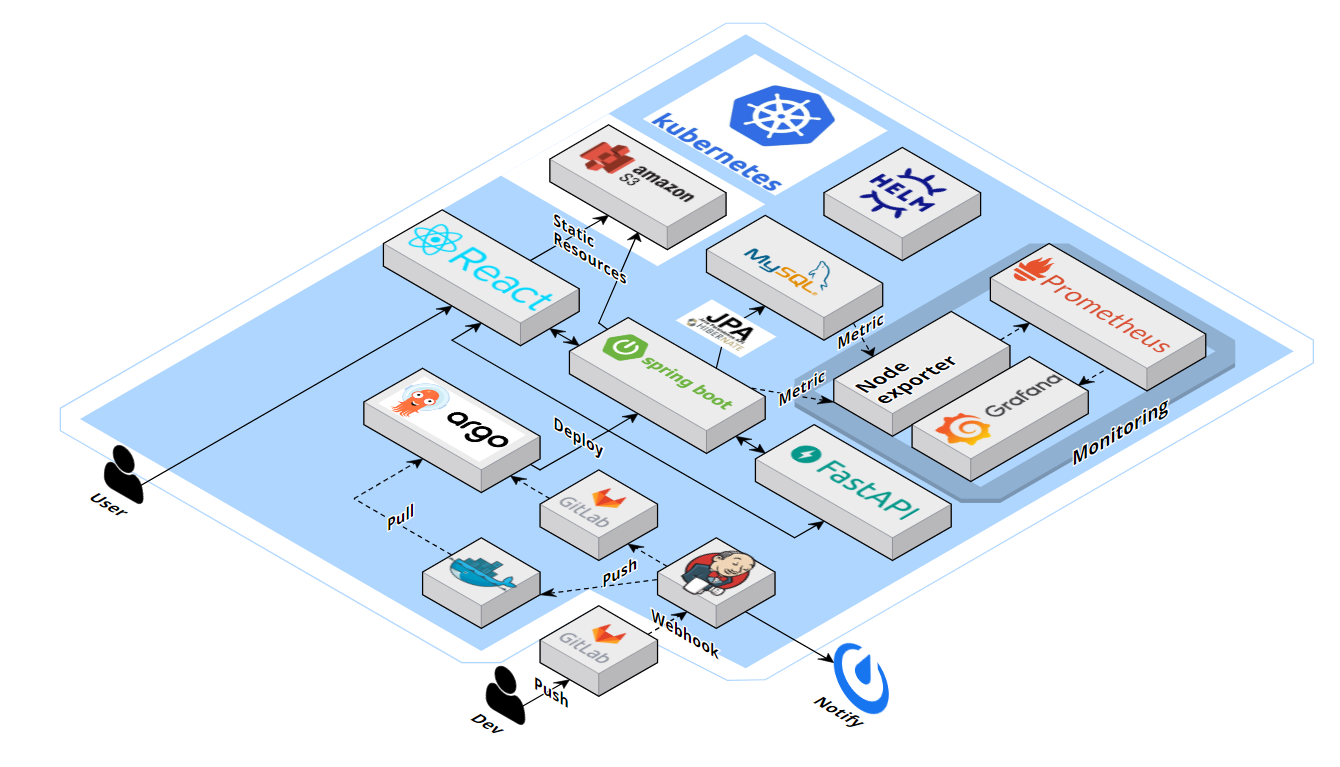 kubernetes
amazon
S3
HELM
Static
Resources
React
MySQL
Prometheus
Metric
JPA
HIBERNATE
spring boot
Node
exporter
Metric
Grafana
Monitoring
argo
Deploy
FastAPI
User
GitLab
Pull
Push
Webhook
GitLab
Push
Dev
Notify